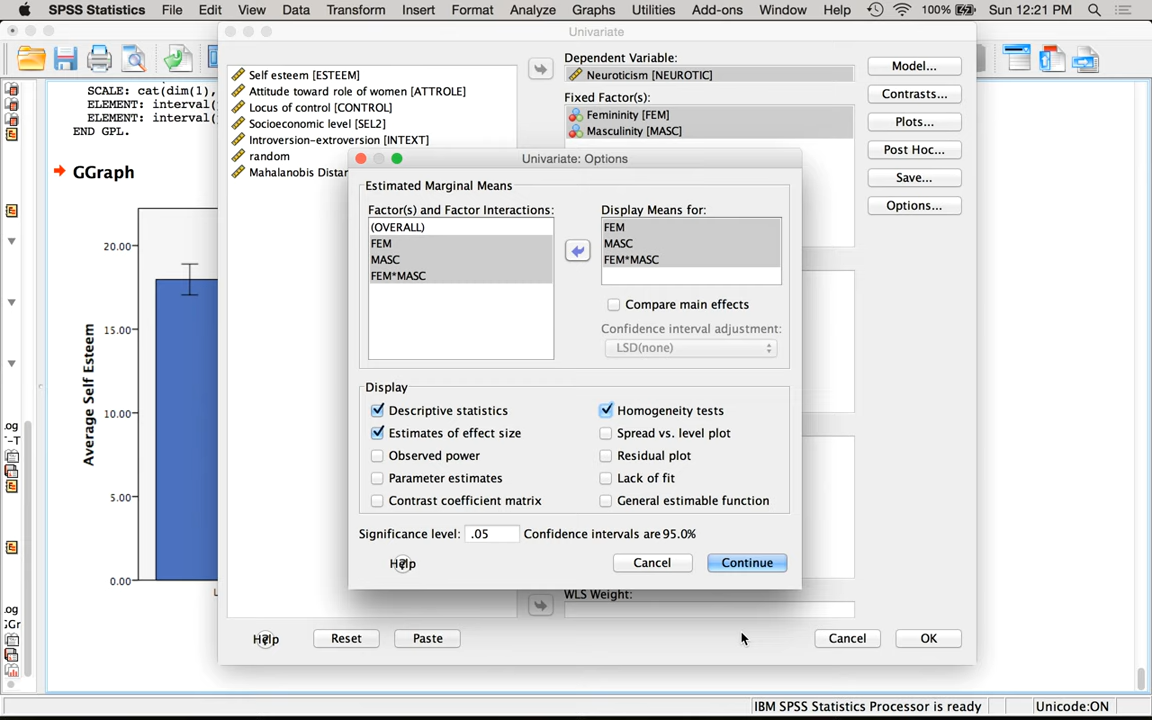 SPSS Statistics File Edit View Data Transform Insert Format Analyze Graphs Utilities Add-ons Window Help 100% Sun 12:21 PM
Univariate
SCALE: cat(dim(1),
ELEMENT: interval(
ELEMENT: interval(
END GPL.
GGraph
20.00
15.00
10.00
5.00
0.00
Average Self Esteem
Self esteem [ESTEEM]
Attitude toward role of women [ATTROLE]
Locus of control [CONTROL]
Socioeconomic level [SEL2]
Introversion-extroversion [INTEXT]
random
Mahalanobis Distan
Dependent Variable:
Neuroticism [NEUROTIC]
Fixed Factor(s):
Femininity [FEM]
Masculinity [MASC]
Model...
Contrasts...
Plots...
Post Hoc...
Save...
Options...
Univariate: Options
Estimated Marginal Means
Factor(s) and Factor Interactions:
(OVERALL)
FEM
MASC
FEM*MASC
Display Means for:
FEM
MASC
FEM*MASC
Compare main effects
Confidence interval adjustment:
LSD(none)
Display
Descriptive statistics
Homogeneity tests
Estimates of effect size
Spread vs. level plot
Observed power
Residual plot
Parameter estimates
Lack of fit
Contrast coefficient matrix
General estimable function
Significance level: .05 Confidence intervals are 95.0%
Help
Cancel
Continue
WLS Weight:
Help
Reset
Paste
Cancel
OK
IBM SPSS Statistics Processor is ready
Unicode:ON